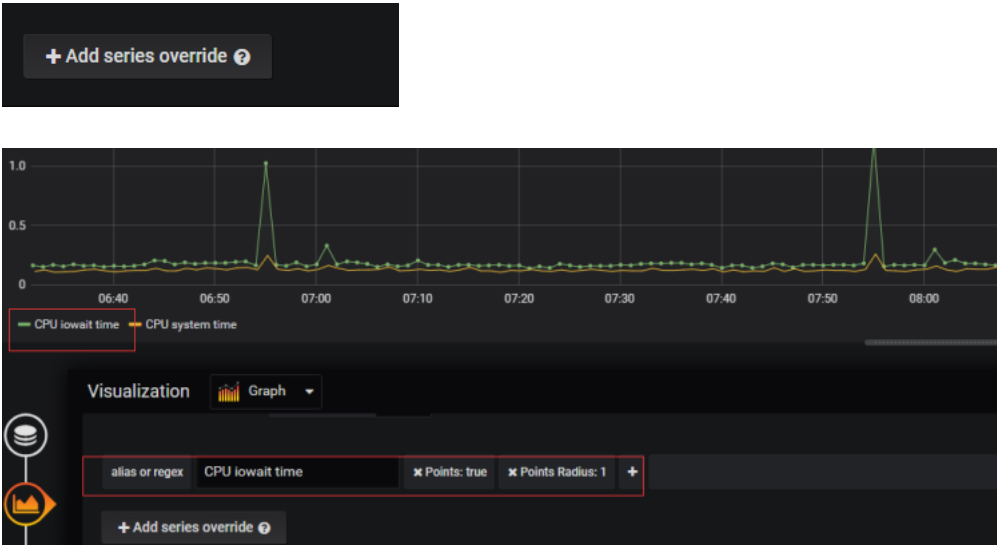 + Add series override
1.0
0.5
0
06:40 06:50 07:00 07:10 07:20 07:30 07:40 07:50 08:00
CPU iowait time CPU system time
Visualization Graph
alias or regex CPU iowait time × Points: true × Points Radius: 1 +
+ Add series override